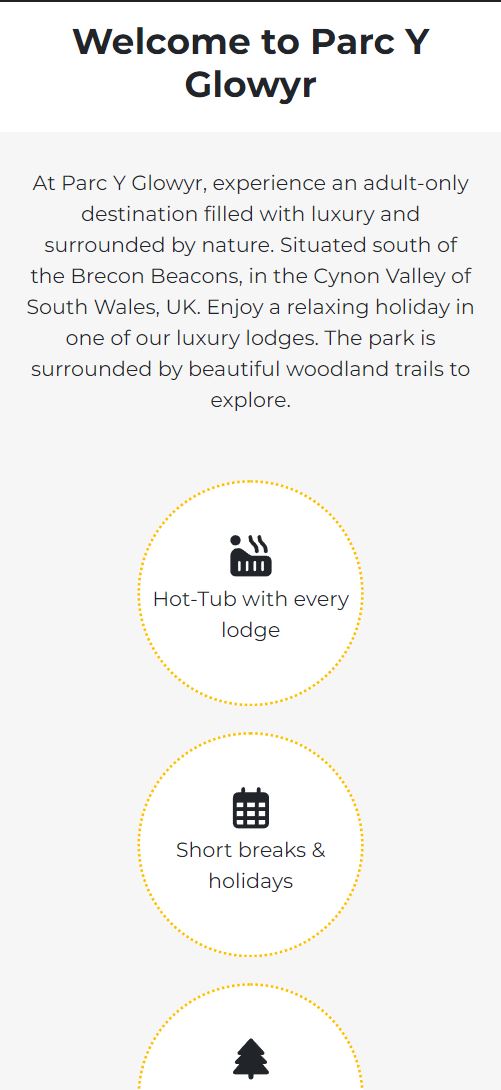 Welcome to Parc Y
Glowyr
At Parc Y Glowyr, experience an adult-only
destination filled with luxury and
surrounded by nature. Situated south of
the Brecon Beacons, in the Cynon Valley of
South Wales, UK. Enjoy a relaxing holiday in
one of our luxury lodges. The park is
surrounded by beautiful woodland trails to
explore.
Hot-Tub with every
lodge
Short breaks &
holidays